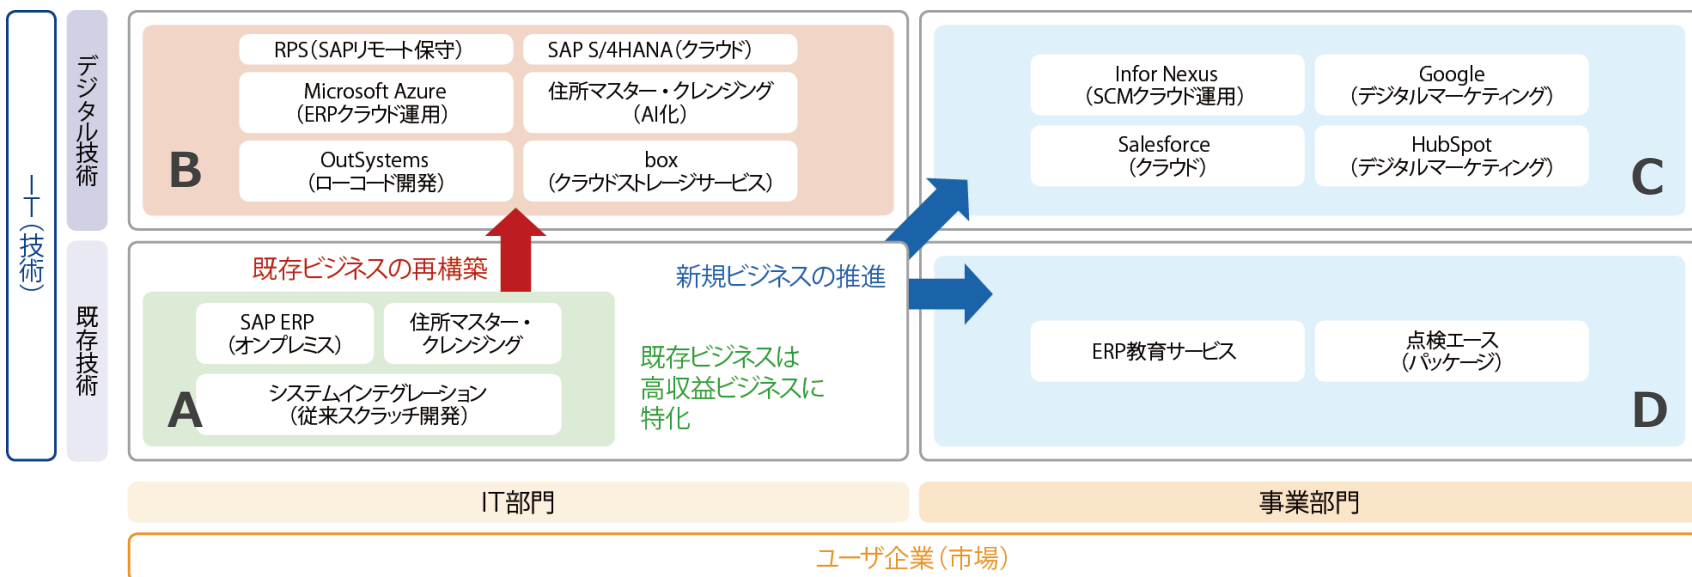 IT(技術)
デジタル技術
RPS(SAPリモート保守)
SAP S/4HANA(クラウド)
Microsoft Azure
(ERPクラウド運用)
住所マスター・クレンジング
(AI化)
OutSystems
(ローコード開発)
box
(クラウドストレージサービス)
B
Infor Nexus
(SCMクラウド運用)
Google
(デジタルマーケティング)
Salesforce
(クラウド)
HubSpot
(デジタルマーケティング)
C
既存技術
既存ビジネスの再構築
新規ビジネスの推進
SAP ERP
(オンプレミス)
住所マスター・
クレンジング
システムインテグレーション
(従来スクラッチ開発)
A
既存ビジネスは
高収益ビジネスに
特化
ERP教育サービス
点検エース
(パッケージ)
D
IT部門
事業部門
ユーザ企業(市場)